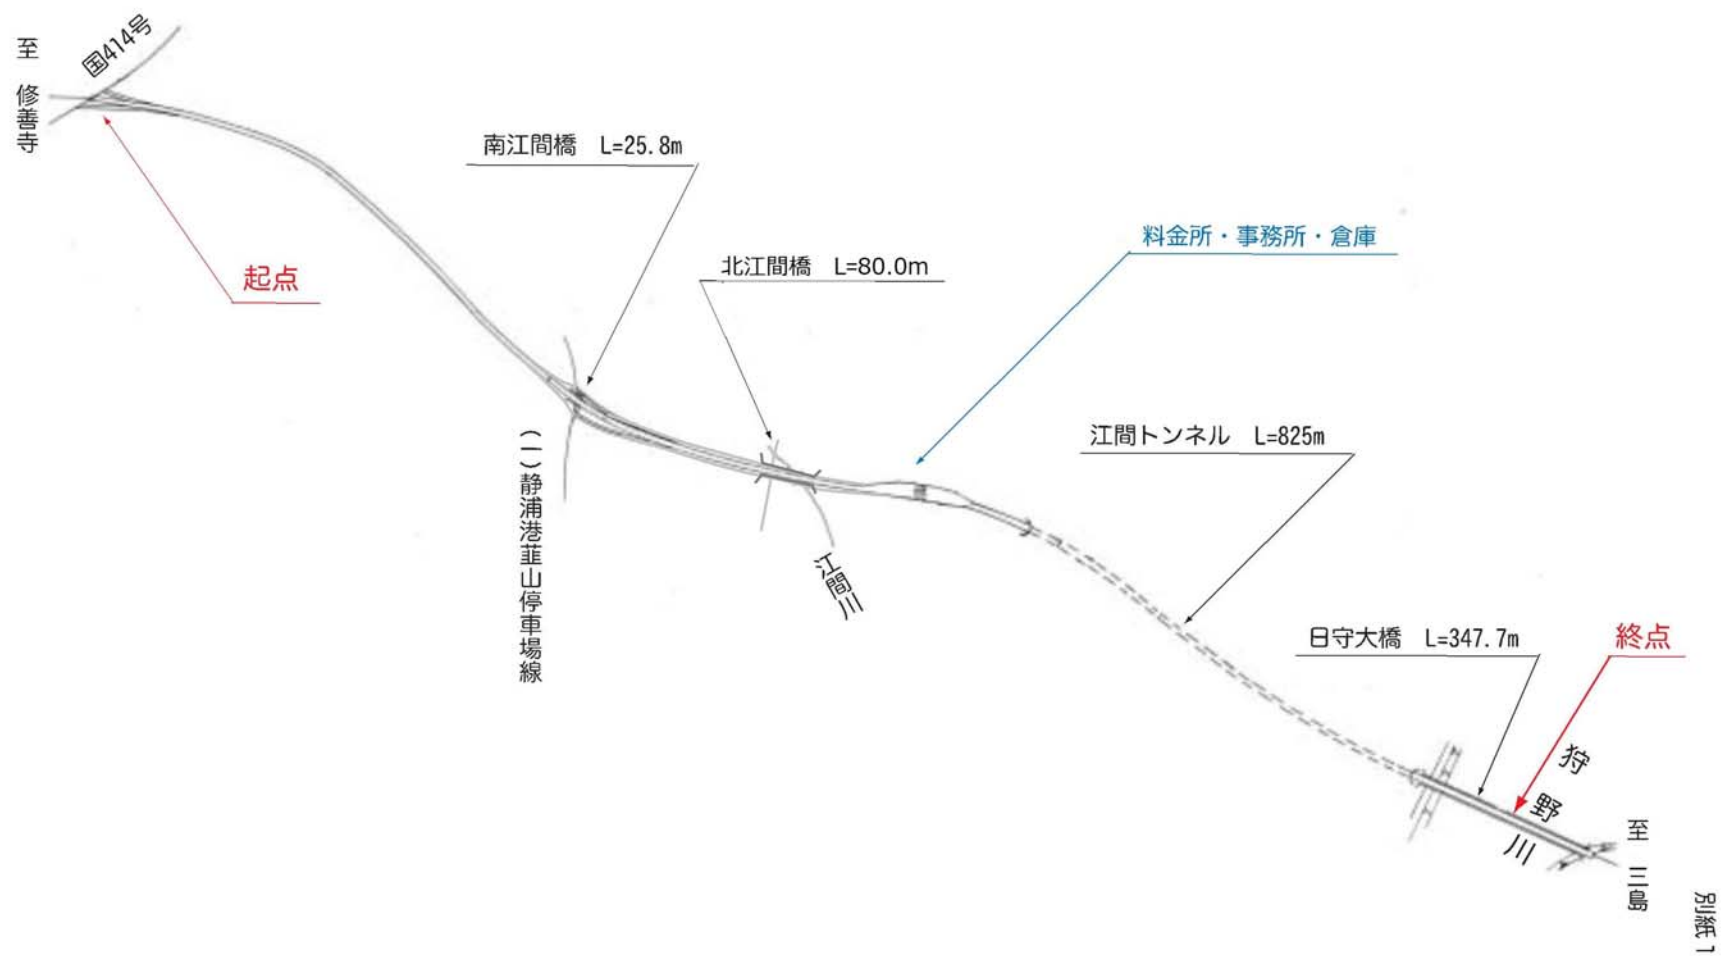 至 修善寺
国414号
起点
南江間橋 L=25.8m
北江間橋 L=80.0m
料金所・事務所・倉庫
(一)静浦港韮山停車場線
江間川
江間トンネル L=825m
日守大橋 L=347.7m
終点
狩野川
至 三島
別紙1